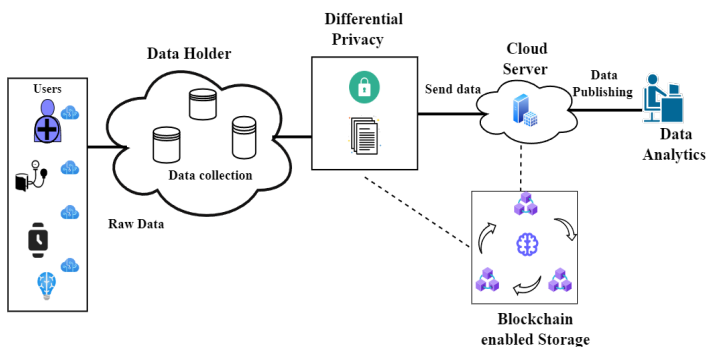 Users
Data Holder
Data collection
Raw Data
Differential
Privacy
Send data
Cloud
Server
Data
Publishing
Data
Analytics
Blockchain
enabled Storage